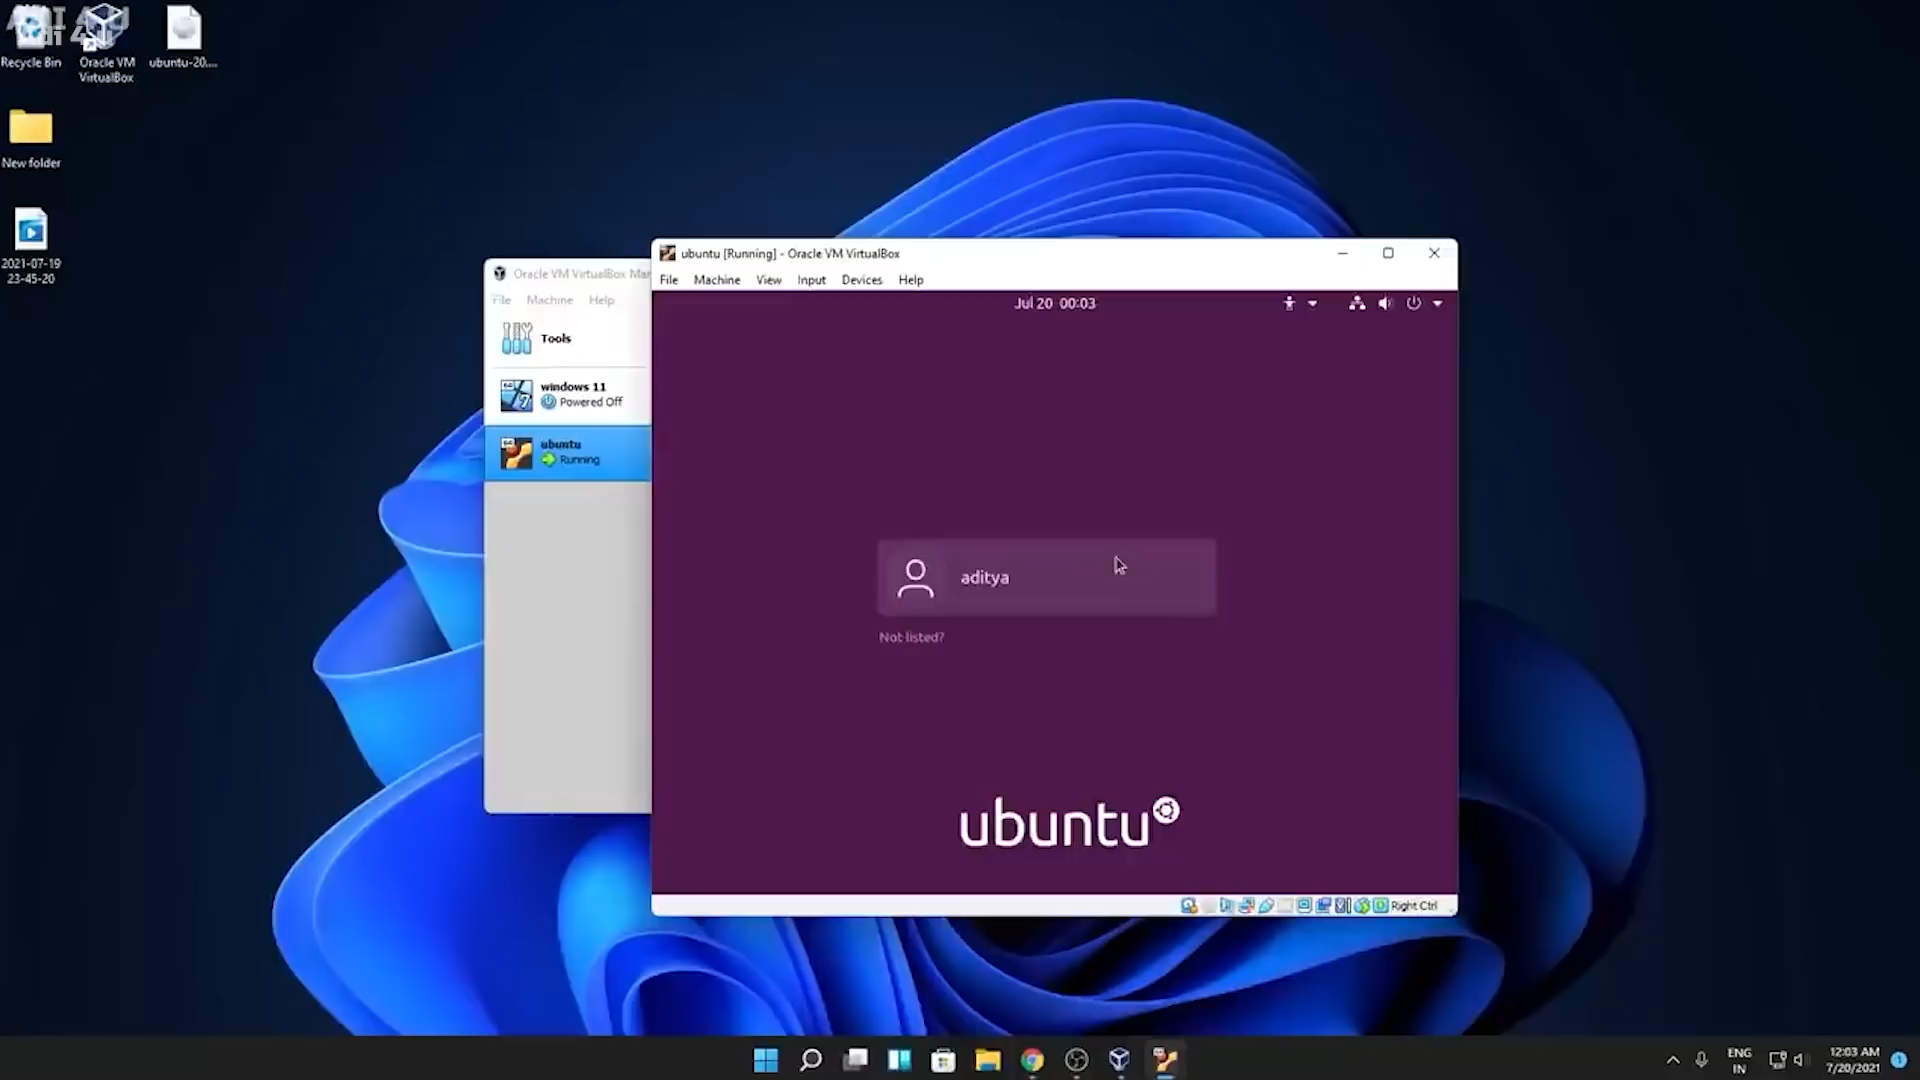 Recycle Bin
Oracle VM
VirtualBox
ubuntu-20....
New folder
2021-07-19
23-45-20
Oracle VM VirtualBox Man
File Machine Help
Tools
windows 11
Powered Off
ubuntu
Running
ubuntu [Running] - Oracle VM VirtualBox
File Machine View Input Devices Help
Jul 20 00:03
aditya
Not listed?
ubuntu
Right Ctrl
ENG
IN
12:03 AM
7/20/2021
1